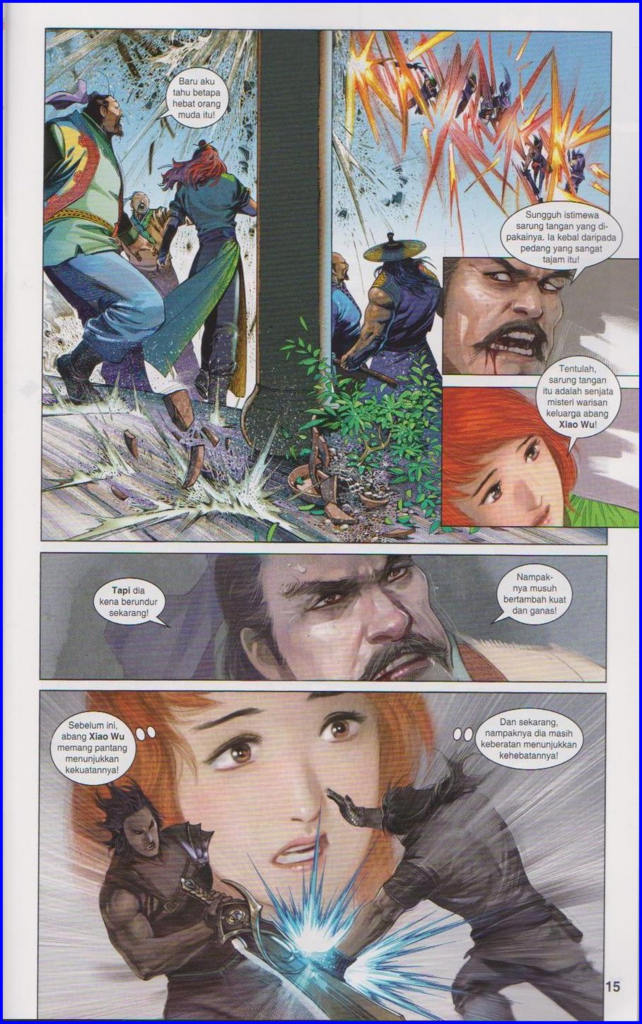 Baru aku
tahu betapa
hebat orang
muda itu!
Sungguh istimewa
sarung tangan yang di-
pakainya. Ia kebal daripada
pedang yang sangat
tajam itu!
Tentulah,
sarung tangan
itu adalah senjata
misteri warisan
keluarga abang
Xiao Wu!
Tapi dia
kena berundur
sekarang!
Nampak-
nya musuh
bertambah kuat
dan ganas!
Sebelum ini,
abang Xiao Wu
memang pantang
menunjukkan
kekuatannya!
Dan sekarang,
nampaknya dia masih
keberatan menunjukkan
kehebatannya!
15